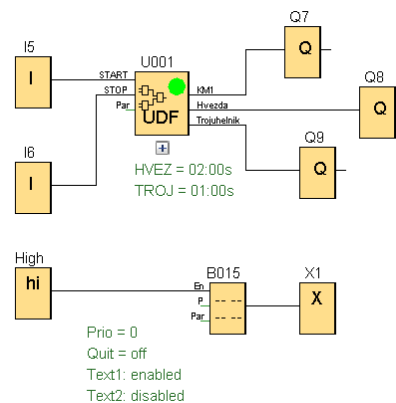 Q7
I5
I
U001
Q
START
STOP
Par
UDF
KM1
Hvezda
Trojuhelnik
Q8
Q
I6
I
HVEZ = 02:00s
TROJ = 01:00s
Q9
Q
High
hi
B015
X1
En
P
Par
X
Prio = 0
Quit = off
Text1: enabled
Text2: disabled